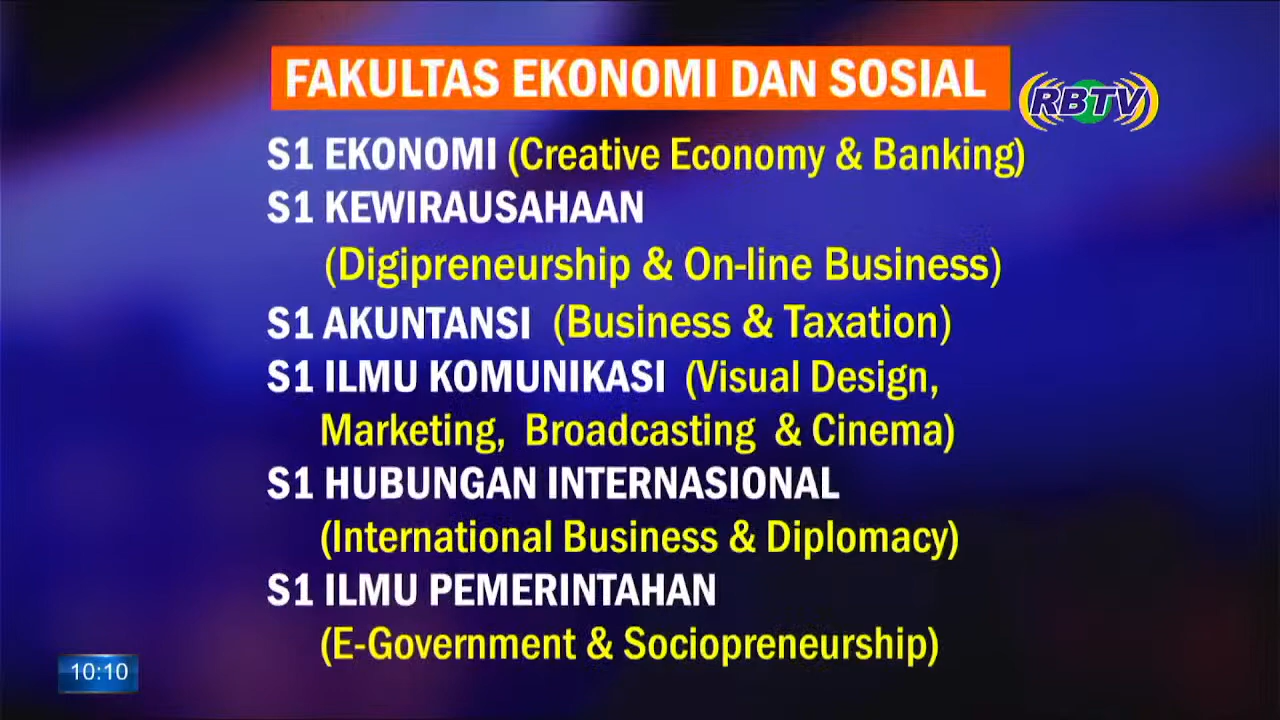 FAKULTAS EKONOMI DAN SOSIAL
RBTV
S1 EKONOMI (Creative Economy & Banking)
S1 KEWIRAUSAHAAN
(Digipreneurship & On-line Business)
S1 AKUNTANSI (Business & Taxation)
S1 ILMU KOMUNIKASI (Visual Design,
Marketing, Broadcasting & Cinema)
S1 HUBUNGAN INTERNASIONAL
(International Business & Diplomacy)
S1 ILMU PEMERINTAHAN
(E-Government & Sociopreneurship)
10:10